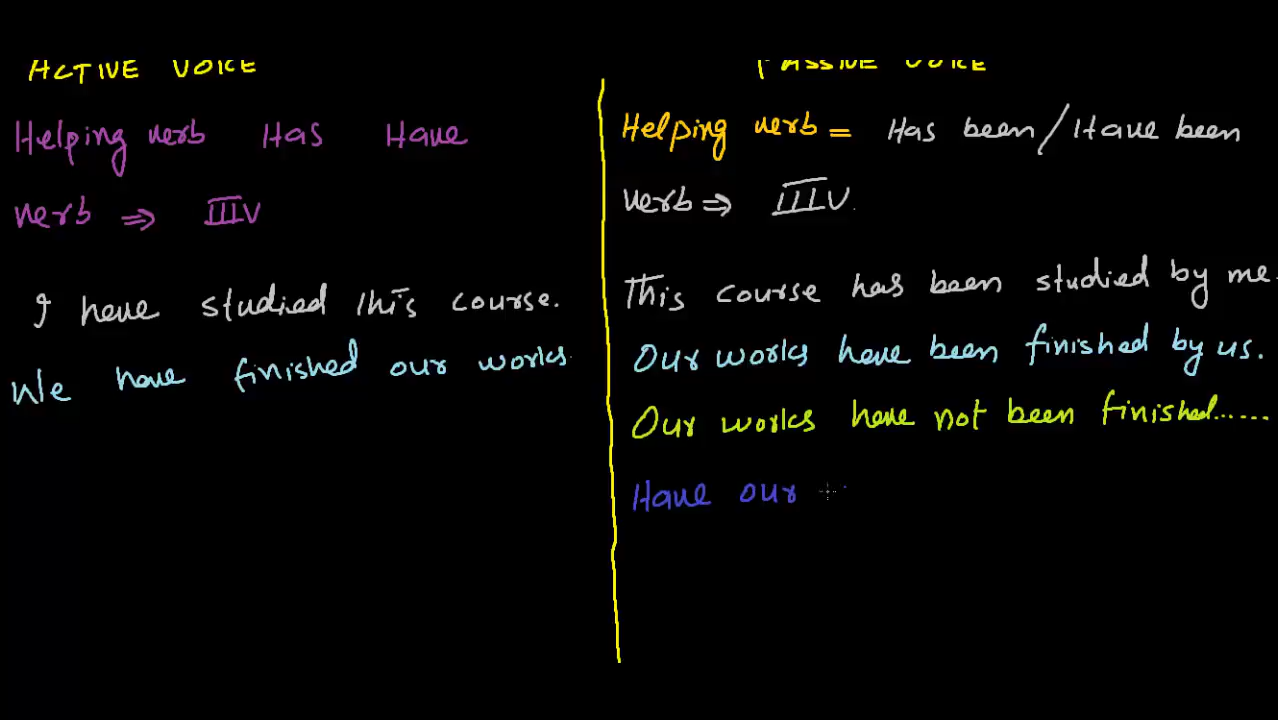 ACTIVE VOICE
Helping verb Has Have
verb ⇒ IIIV
I have studied this course.
We have finished our works.
PASSIVE VOICE
Helping verb = Has been / Have been
verb ⇒ IIIV.
This course has been studied by me.
Our works have been finished by us.
Our works have not been finished......
Have our